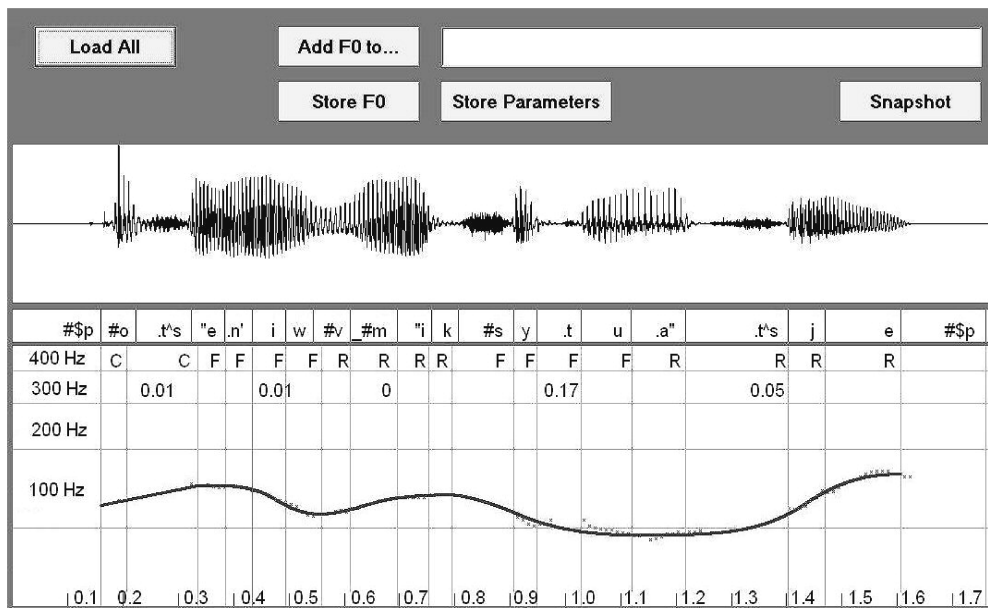 Load All Add F0 to...
Store F0 Store Parameters Snapshot
#$p #o .t^s "e .n' i w #v _#m "i k #s y .t u .a" .t^s j e #$p
400 Hz C C F F F F R R R R F F F F R R R R
300 Hz 0.01 0.01 0 0.17 0.05
200 Hz
100 Hz
|0.1 0.2 |0.3 |0.4 |0.5 |0.6 |0.7 |0.8 |0.9 |1.0 |1.1 |1.2 |1.3 |1.4 |1.5 |1.6 |1.7